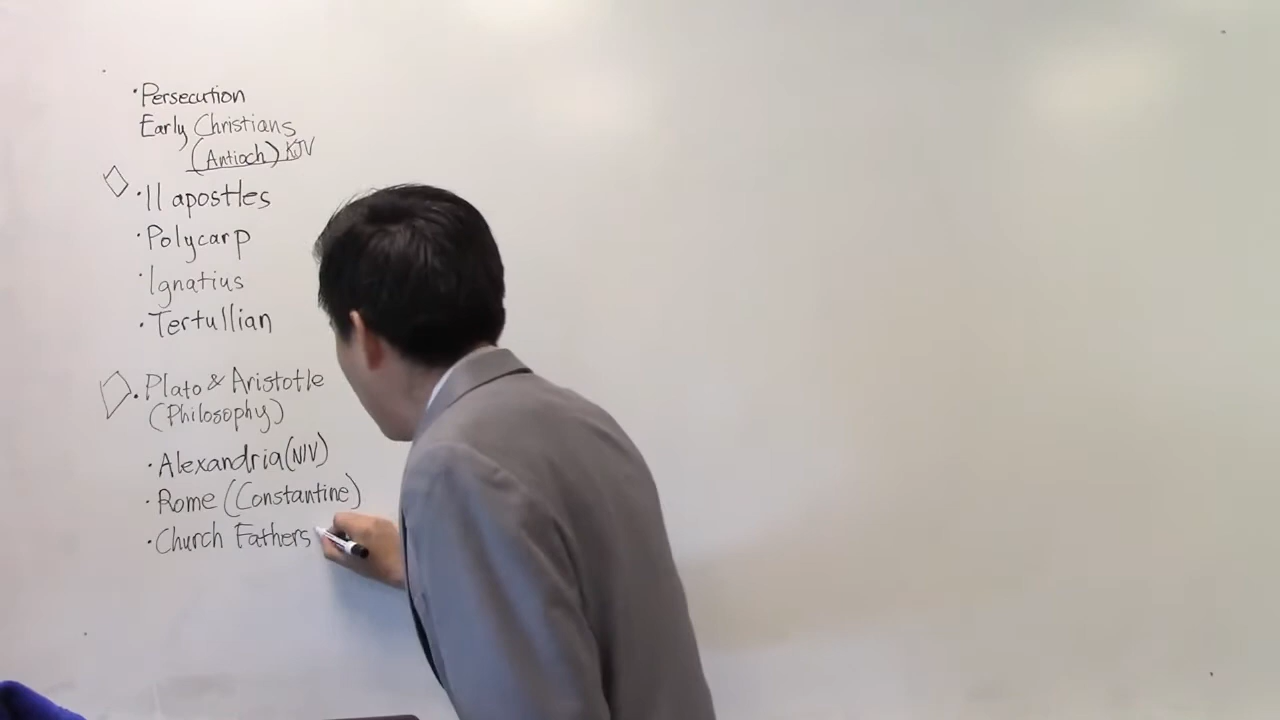 ·Persecution
Early Christians
(Antioch) KJV
·11 apostles
·Polycarp
·Ignatius
·Tertullian
·Plato & Aristotle
(Philosophy)
·Alexandria (NIV)
·Rome (Constantine)
·Church Fathers